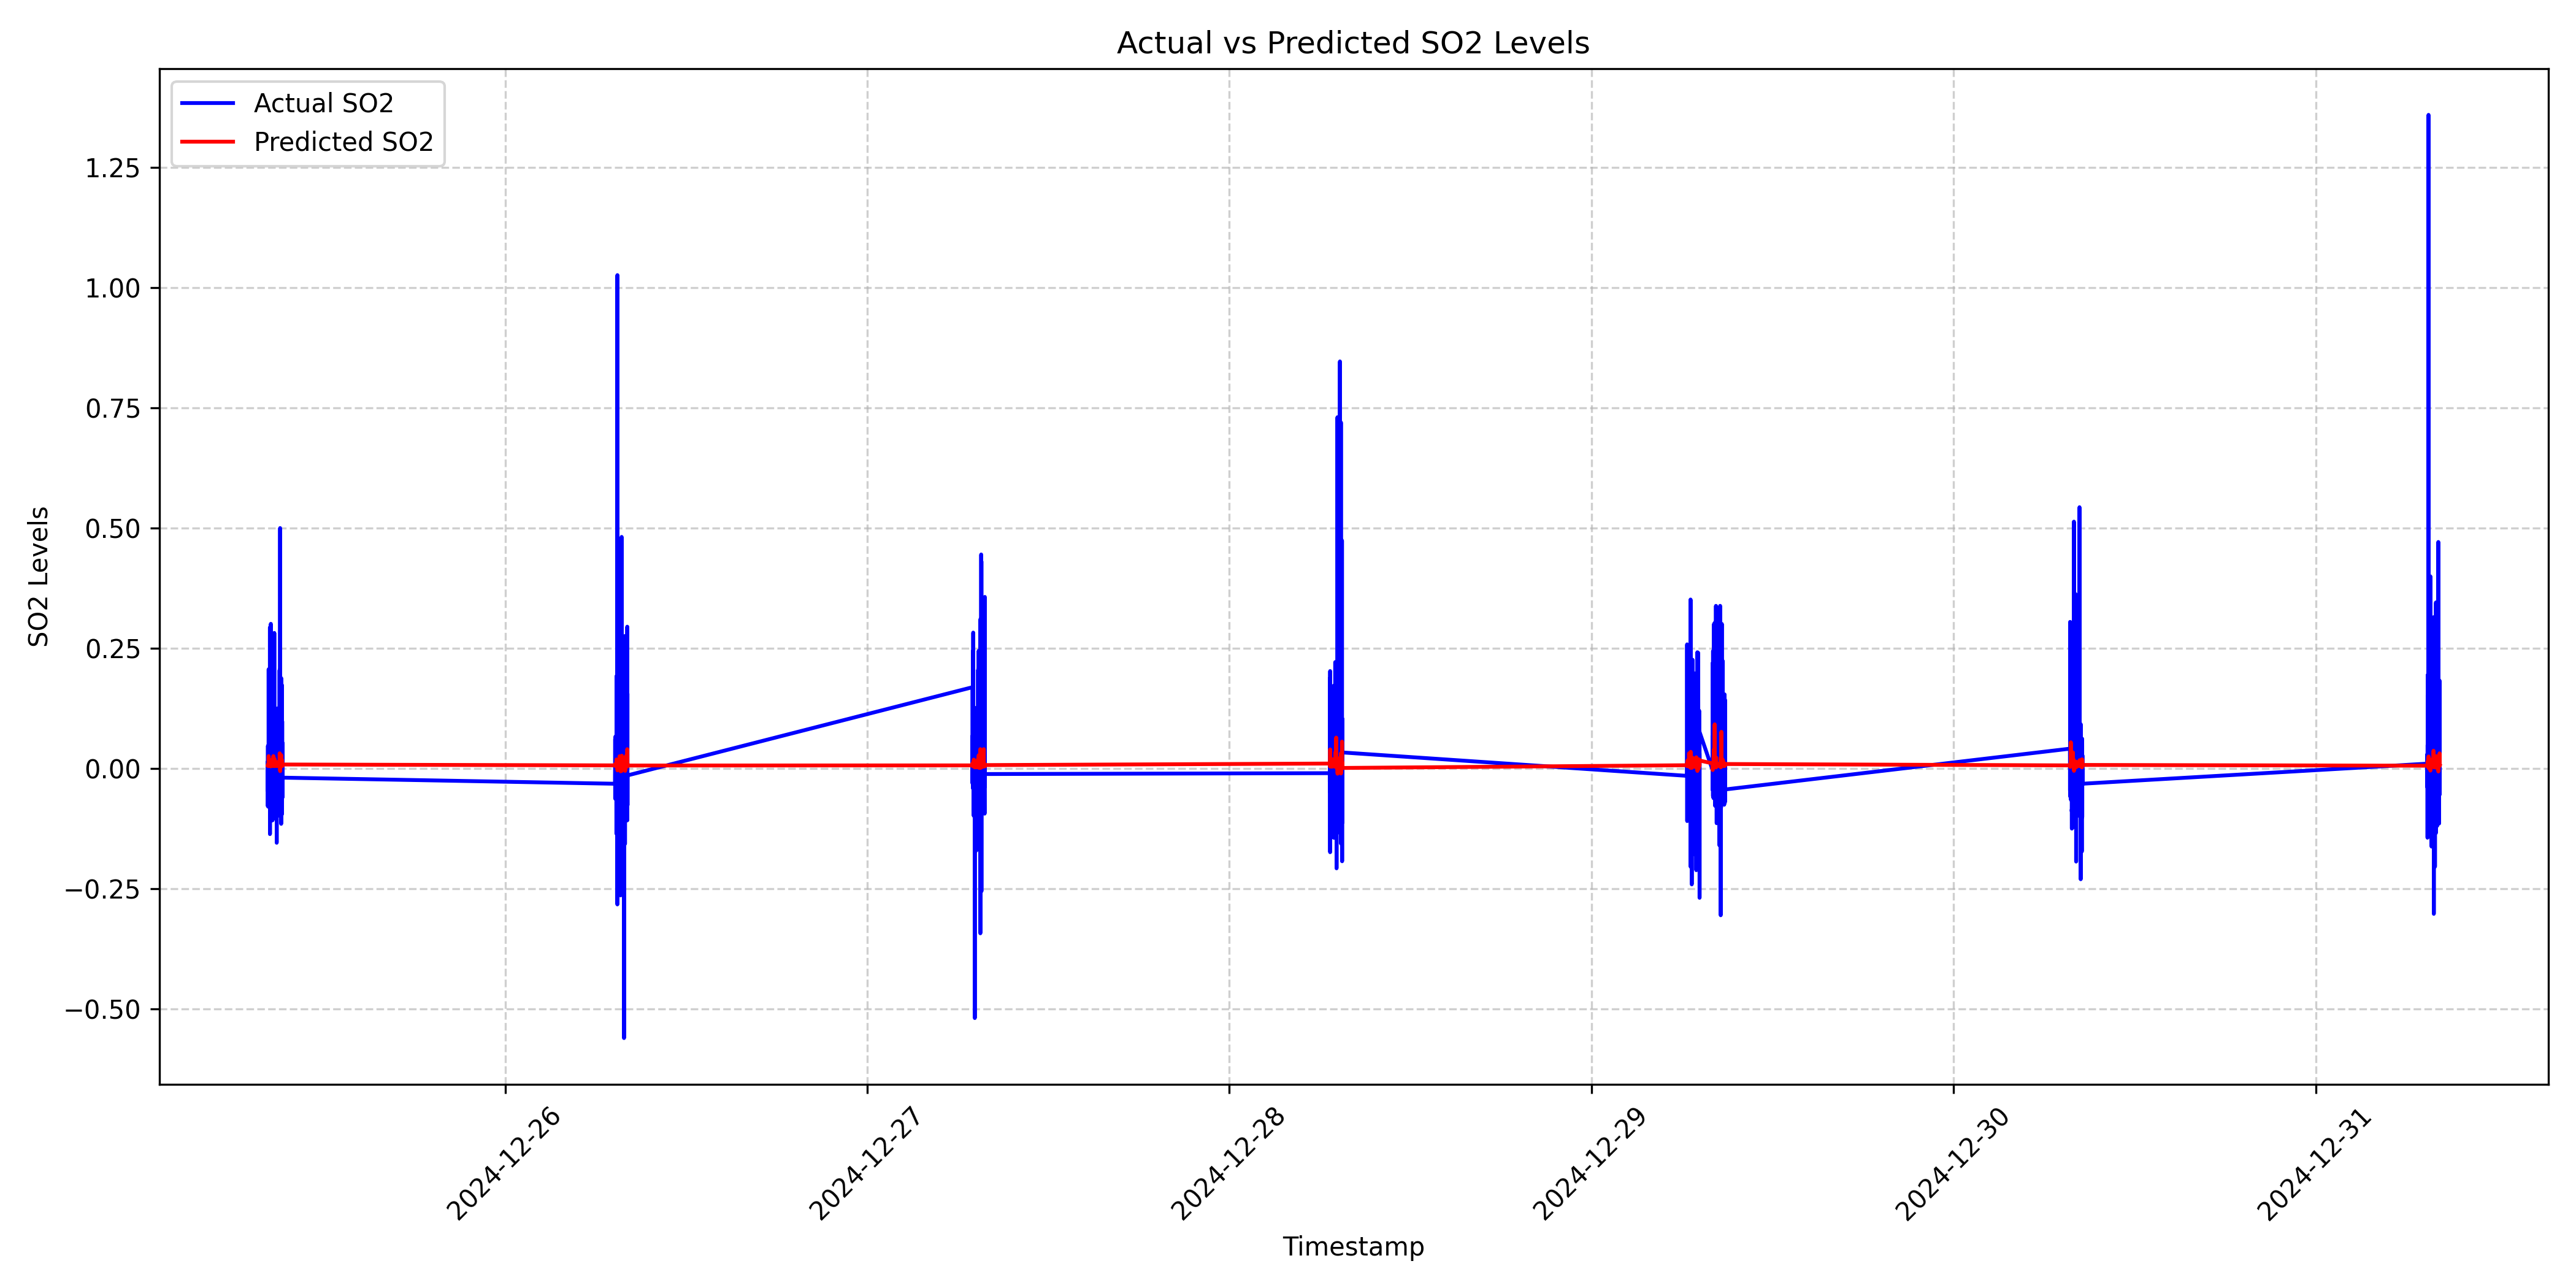 Actual vs Predicted SO2 Levels
Actual SO2
Predicted SO2
1.25
1.00
0.75
0.50
0.25
0.00
−0.25
−0.50
SO2 Levels
2024-12-26
2024-12-27
2024-12-28
2024-12-29
2024-12-30
2024-12-31
Timestamp